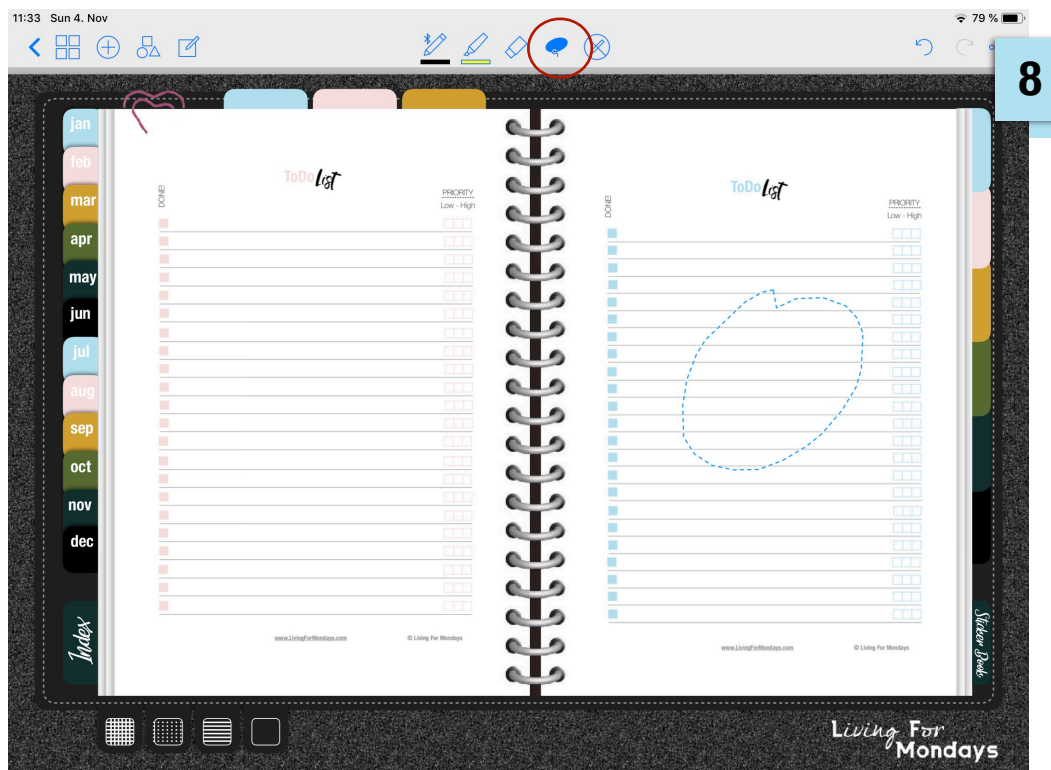 11:33 Sun 4. Nov
79 %
8
jan
feb
mar
apr
may
jun
jul
aug
sep
oct
nov
dec
Index
ToDo List
DONE!
PRIORITY
Low - High
www.LivingForMondays.com © Living For Mondays
ToDo List
DONE!
PRIORITY
Low - High
www.LivingForMondays.com © Living For Mondays
Sticker Book
Living For
Mondays